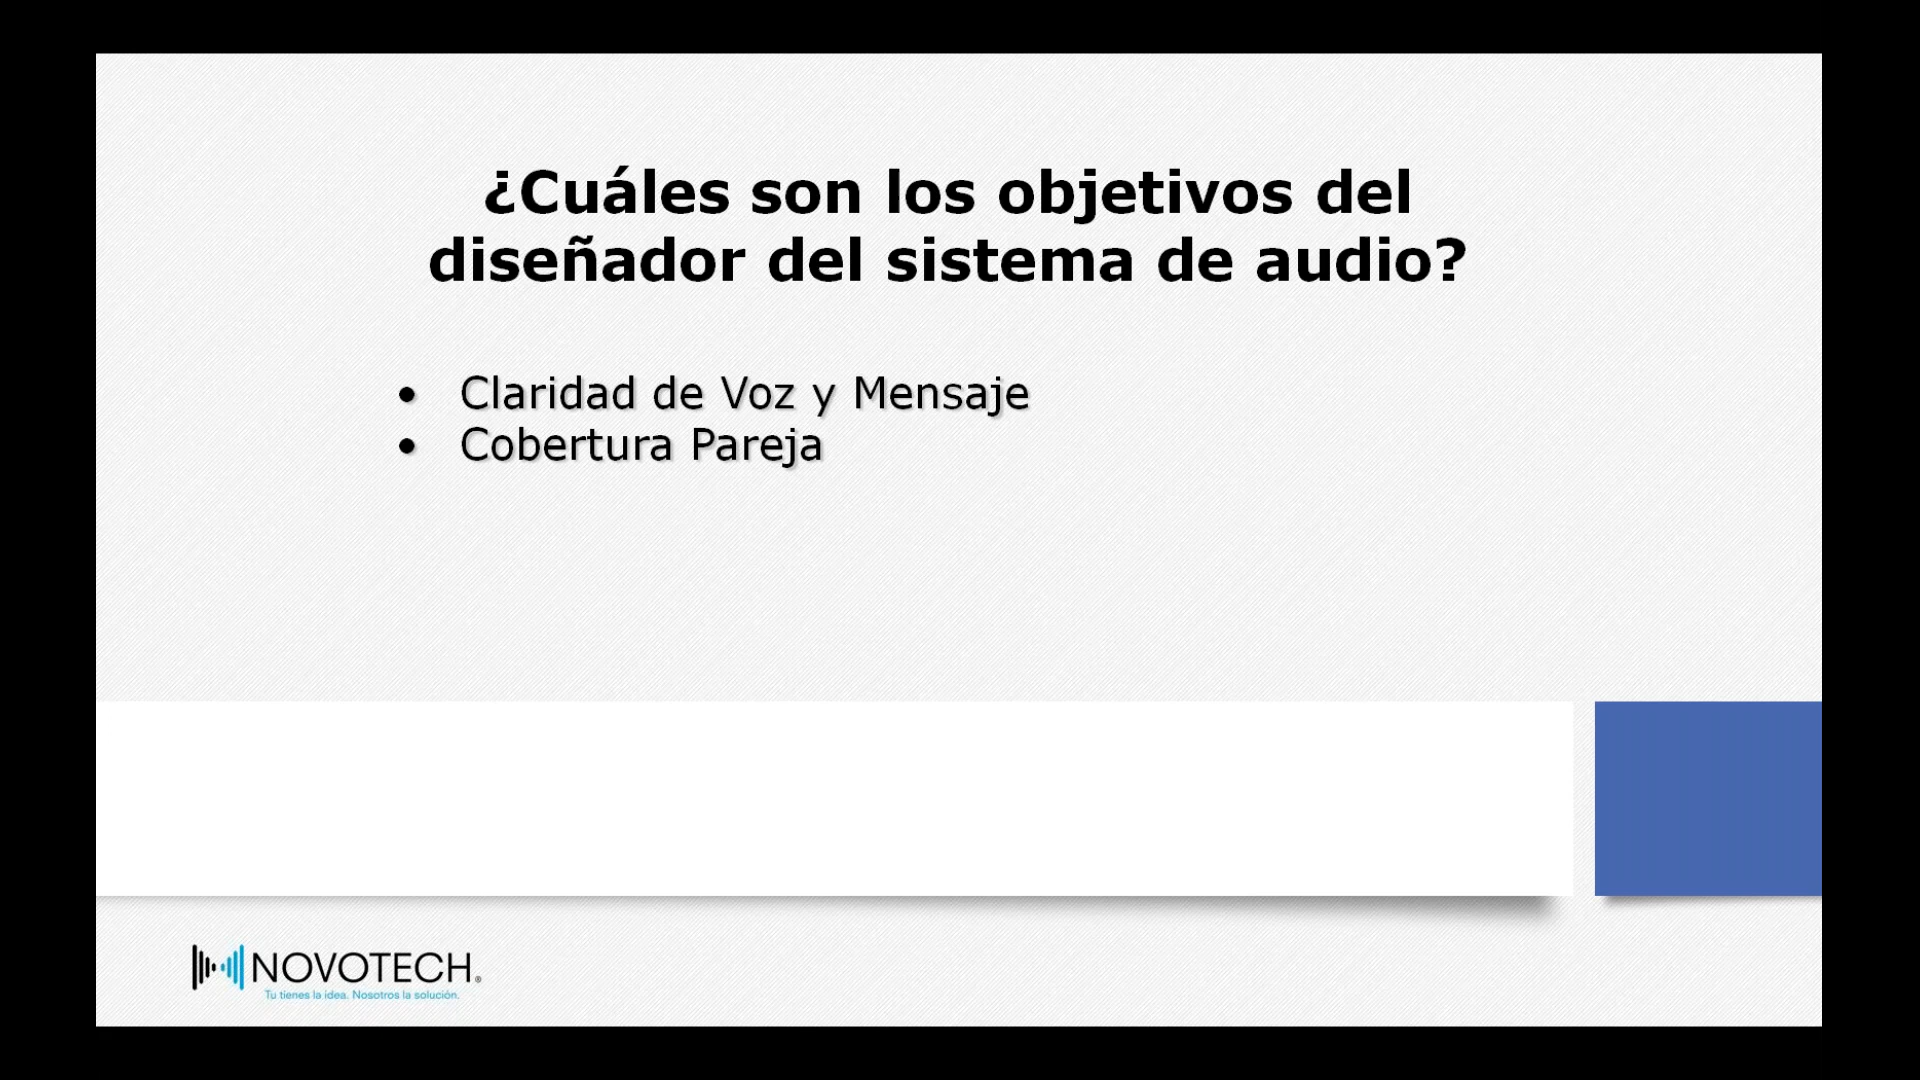 ¿Cuáles son los objetivos del
diseñador del sistema de audio?
• Claridad de Voz y Mensaje
• Cobertura Pareja
NOVOTECH®
Tu tienes la idea. Nosotros la solución.